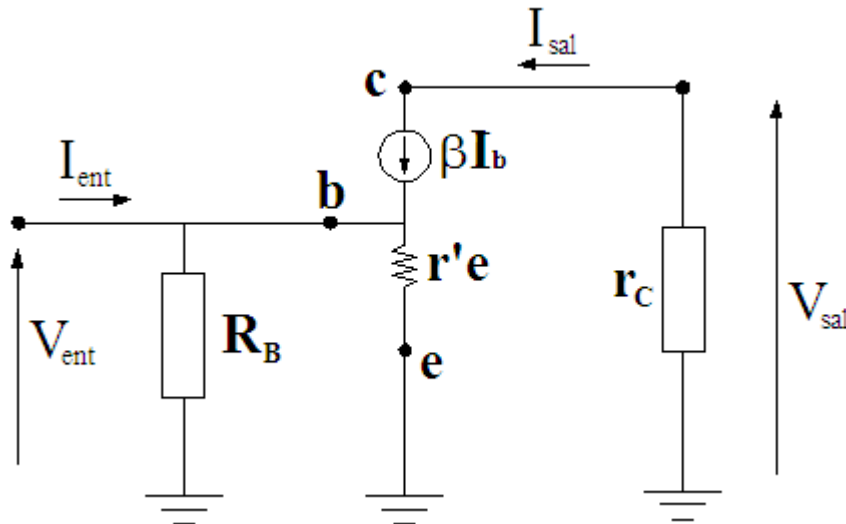 I_sal
c
βI_b
I_ent
b
r'e
r_C
V_sal
V_ent
R_B
e